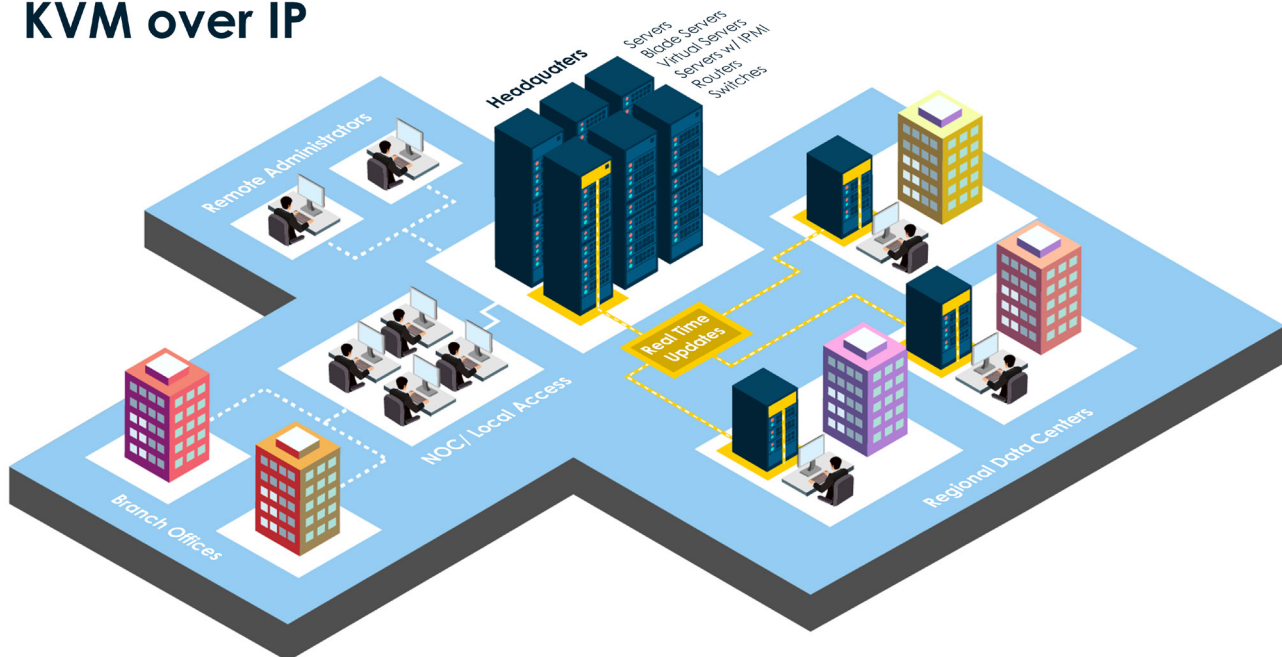 KVM over IP
Headquaters
Servers
Blade Servers
Virtual Servers
Servers w/ IPMI
Routers
Switches
Remote Administrators
Real Time
Updates
NOC/ Local Access
Branch Offices
Regional Data Centers